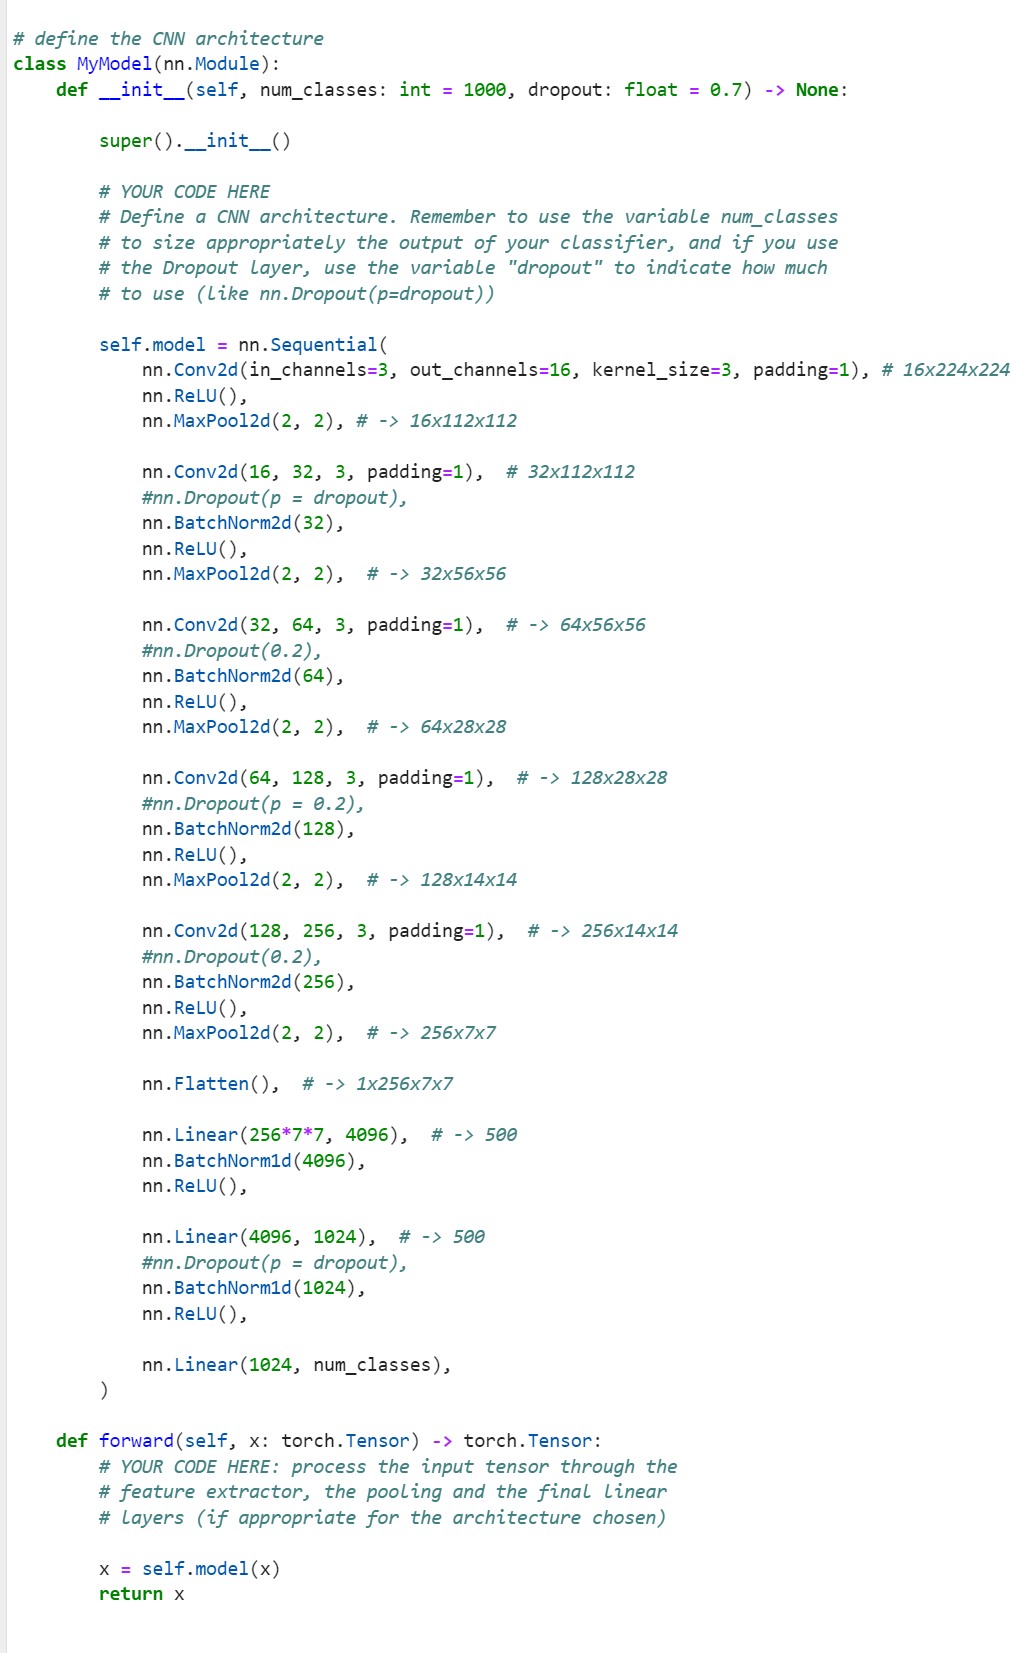 # define the CNN architecture
class MyModel(nn.Module):
    def __init__(self, num_classes: int = 1000, dropout: float = 0.7) -> None:

        super().__init__()

        # YOUR CODE HERE
        # Define a CNN architecture. Remember to use the variable num_classes
        # to size appropriately the output of your classifier, and if you use
        # the Dropout layer, use the variable "dropout" to indicate how much
        # to use (like nn.Dropout(p=dropout))

        self.model = nn.Sequential(
            nn.Conv2d(in_channels=3, out_channels=16, kernel_size=3, padding=1), # 16x224x224
            nn.ReLU(),
            nn.MaxPool2d(2, 2), # -> 16x112x112

            nn.Conv2d(16, 32, 3, padding=1),  # 32x112x112
            #nn.Dropout(p = dropout),
            nn.BatchNorm2d(32),
            nn.ReLU(),
            nn.MaxPool2d(2, 2),  # -> 32x56x56

            nn.Conv2d(32, 64, 3, padding=1),  # -> 64x56x56
            #nn.Dropout(0.2),
            nn.BatchNorm2d(64),
            nn.ReLU(),
            nn.MaxPool2d(2, 2),  # -> 64x28x28

            nn.Conv2d(64, 128, 3, padding=1),  # -> 128x28x28
            #nn.Dropout(p = 0.2),
            nn.BatchNorm2d(128),
            nn.ReLU(),
            nn.MaxPool2d(2, 2),  # -> 128x14x14

            nn.Conv2d(128, 256, 3, padding=1),  # -> 256x14x14
            #nn.Dropout(0.2),
            nn.BatchNorm2d(256),
            nn.ReLU(),
            nn.MaxPool2d(2, 2),  # -> 256x7x7

            nn.Flatten(),  # -> 1x256x7x7

            nn.Linear(256*7*7, 4096),  # -> 500
            nn.BatchNorm1d(4096),
            nn.ReLU(),

            nn.Linear(4096, 1024),  # -> 500
            #nn.Dropout(p = dropout),
            nn.BatchNorm1d(1024),
            nn.ReLU(),

            nn.Linear(1024, num_classes),
        )

    def forward(self, x: torch.Tensor) -> torch.Tensor:
        # YOUR CODE HERE: process the input tensor through the
        # feature extractor, the pooling and the final linear
        # layers (if appropriate for the architecture chosen)

        x = self.model(x)
        return x